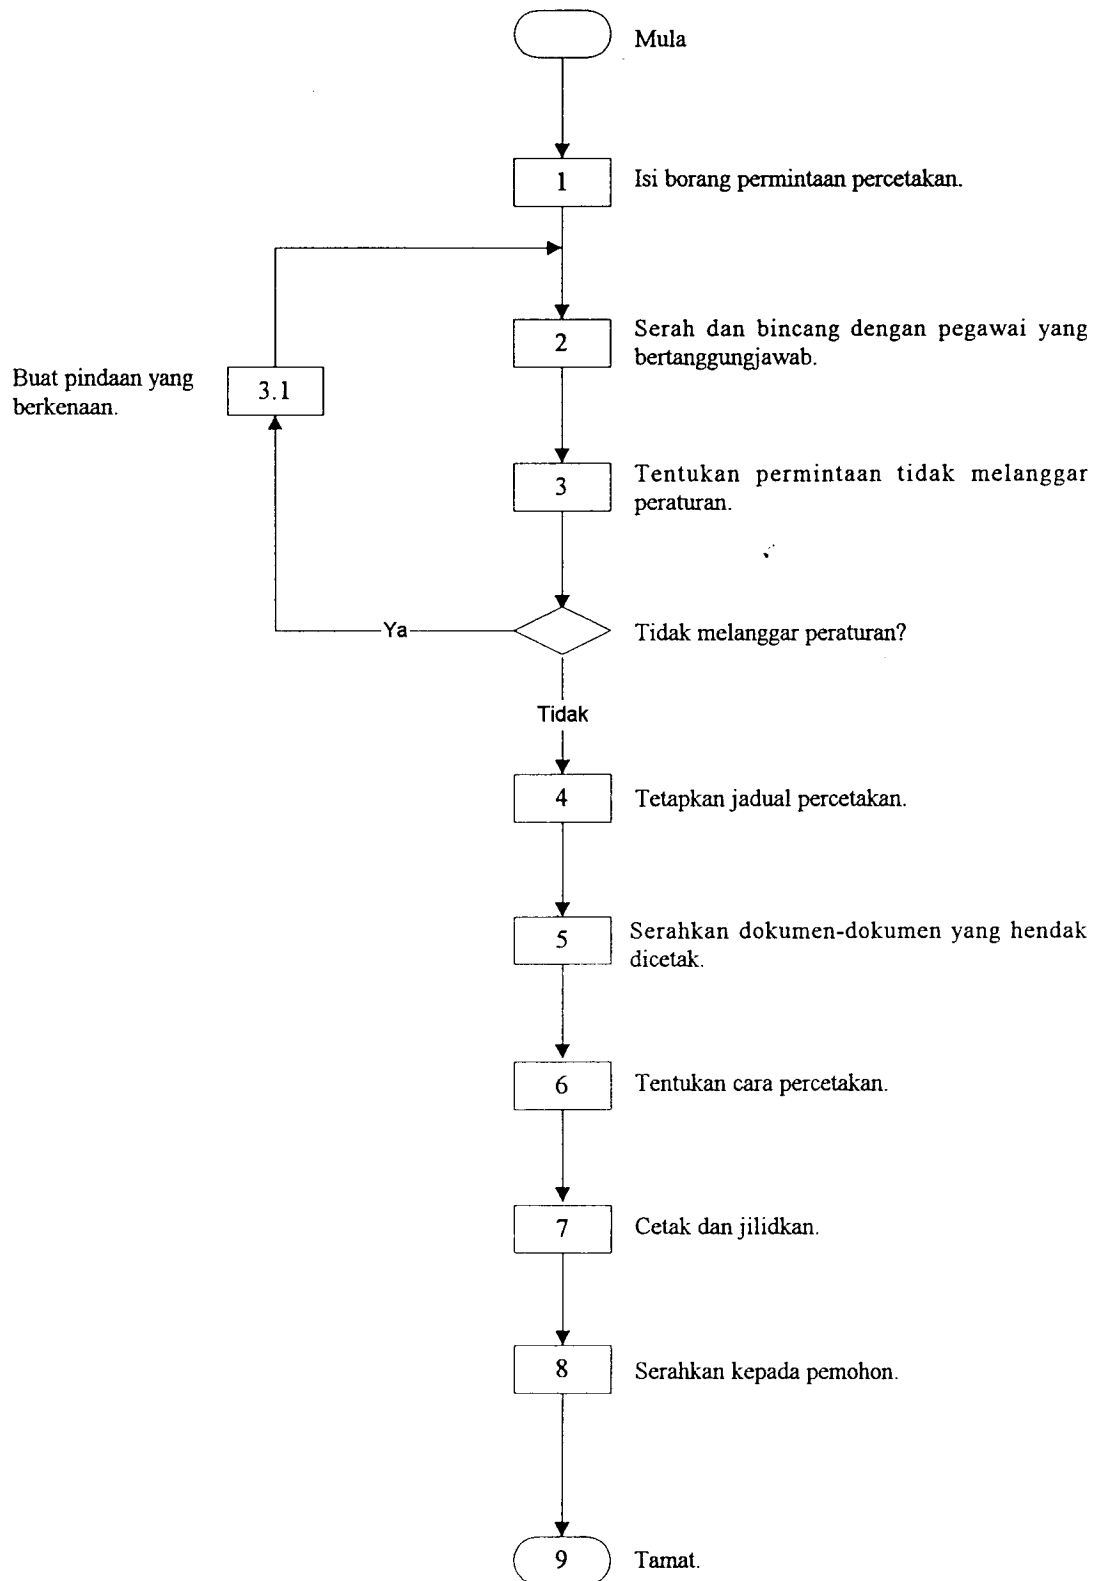 Mula
1
Isi borang permintaan percetakan.
2
Serah dan bincang dengan pegawai yang
bertanggungjawab.
Buat pindaan yang
berkenaan.
3.1
3
Tentukan permintaan tidak melanggar
peraturan.
Ya
Tidak melanggar peraturan?
Tidak
4
Tetapkan jadual percetakan.
5
Serahkan dokumen-dokumen yang hendak
dicetak.
6
Tentukan cara percetakan.
7
Cetak dan jilidkan.
8
Serahkan kepada pemohon.
9
Tamat.